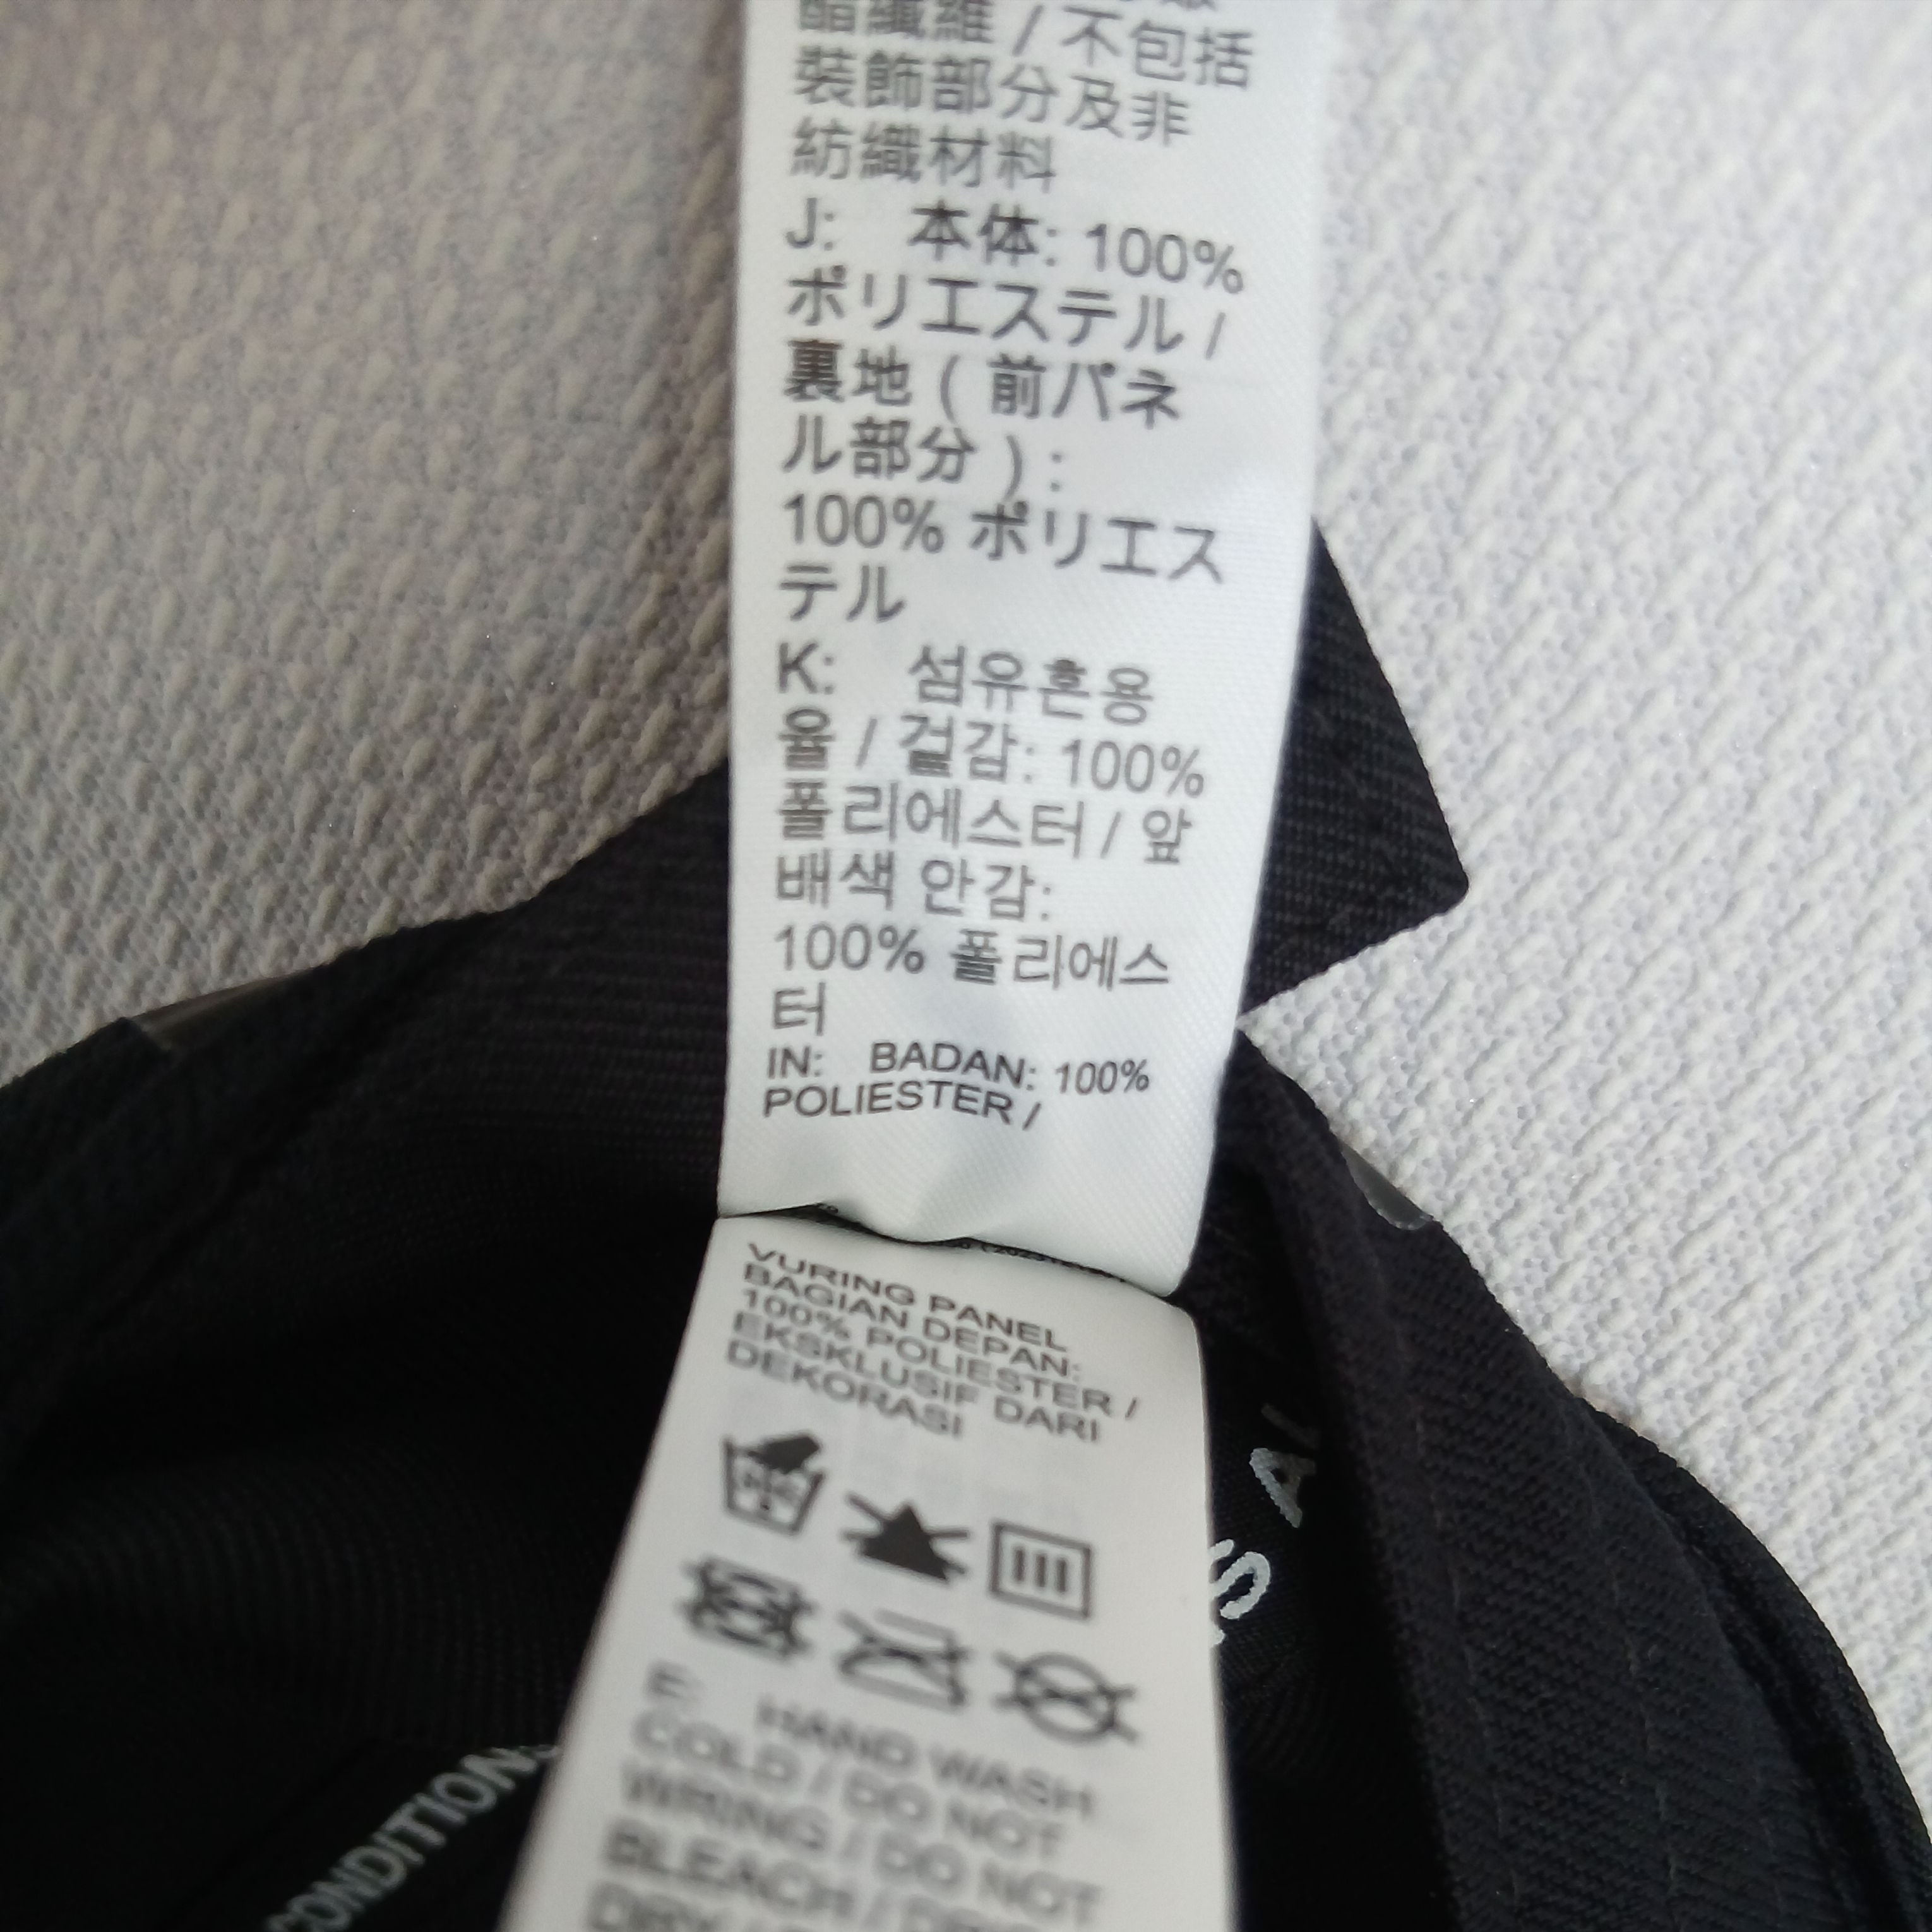 酯纖維 / 不包括
裝飾部分及非
紡織材料
J: 本体: 100%
ポリエステル /
裏地 ( 前パネ
ル部分 ) :
100% ポリエス
テル
K: 섬유혼용
율 / 겉감: 100%
폴리에스터 / 앞
배색 안감:
100% 폴리에스
터
IN: BADAN: 100%
POLIESTER /
VURING PANEL
BAGIAN DEPAN:
100% POLIESTER /
EKSKLUSIF DARI
DEKORASI
E: HAND WASH
COLD / DO NOT
WRING / DO NOT
BLEACH /
CONDITION
S